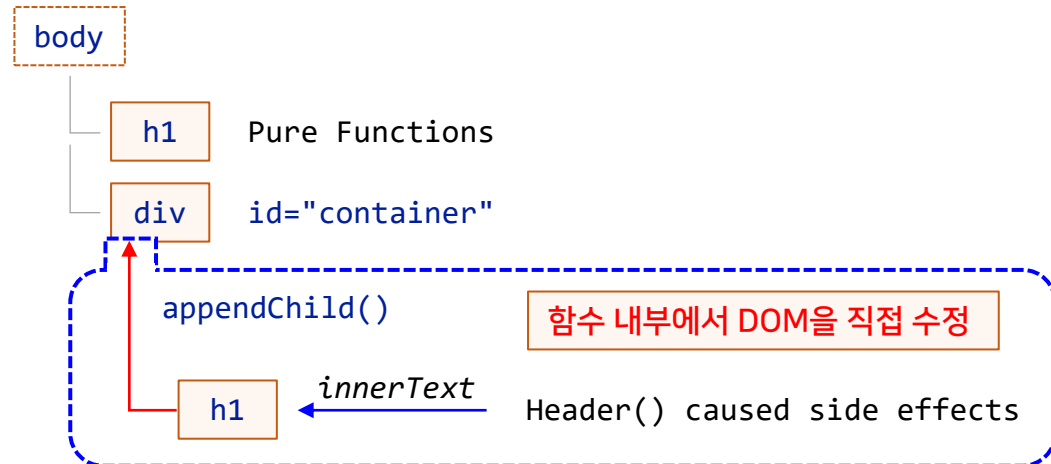 body
h1 Pure Functions
div id="container"
appendChild()
함수 내부에서 DOM을 직접 수정
innerText
h1 Header() caused side effects